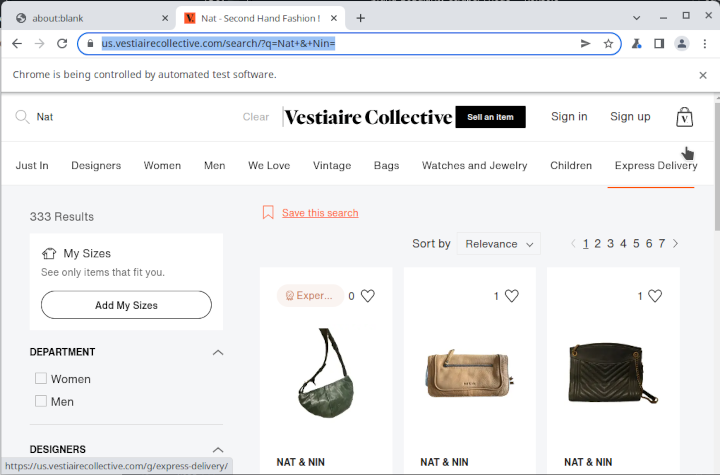 about:blank
Nat - Second Hand Fashion f
us.vestiairecollective.com/search/?q=Nat+&+Nin=
Chrome is being controlled by automated test software.
Nat
Clear
Vestiaire Collective
Sell an item
Sign in
Sign up
V
Just In
Designers
Women
Men
We Love
Vintage
Bags
Watches and Jewelry
Children
Express Delivery
333 Results
Save this search
Sort by
Relevance
1 2 3 4 5 6 7
My Sizes
See only items that fit you.
Add My Sizes
DEPARTMENT
Women
Men
DESIGNERS
Exper...
0
1
1
NAT & NIN
NAT & NIN
NAT & NIN
https://us.vestiairecollective.com/g/express-delivery/